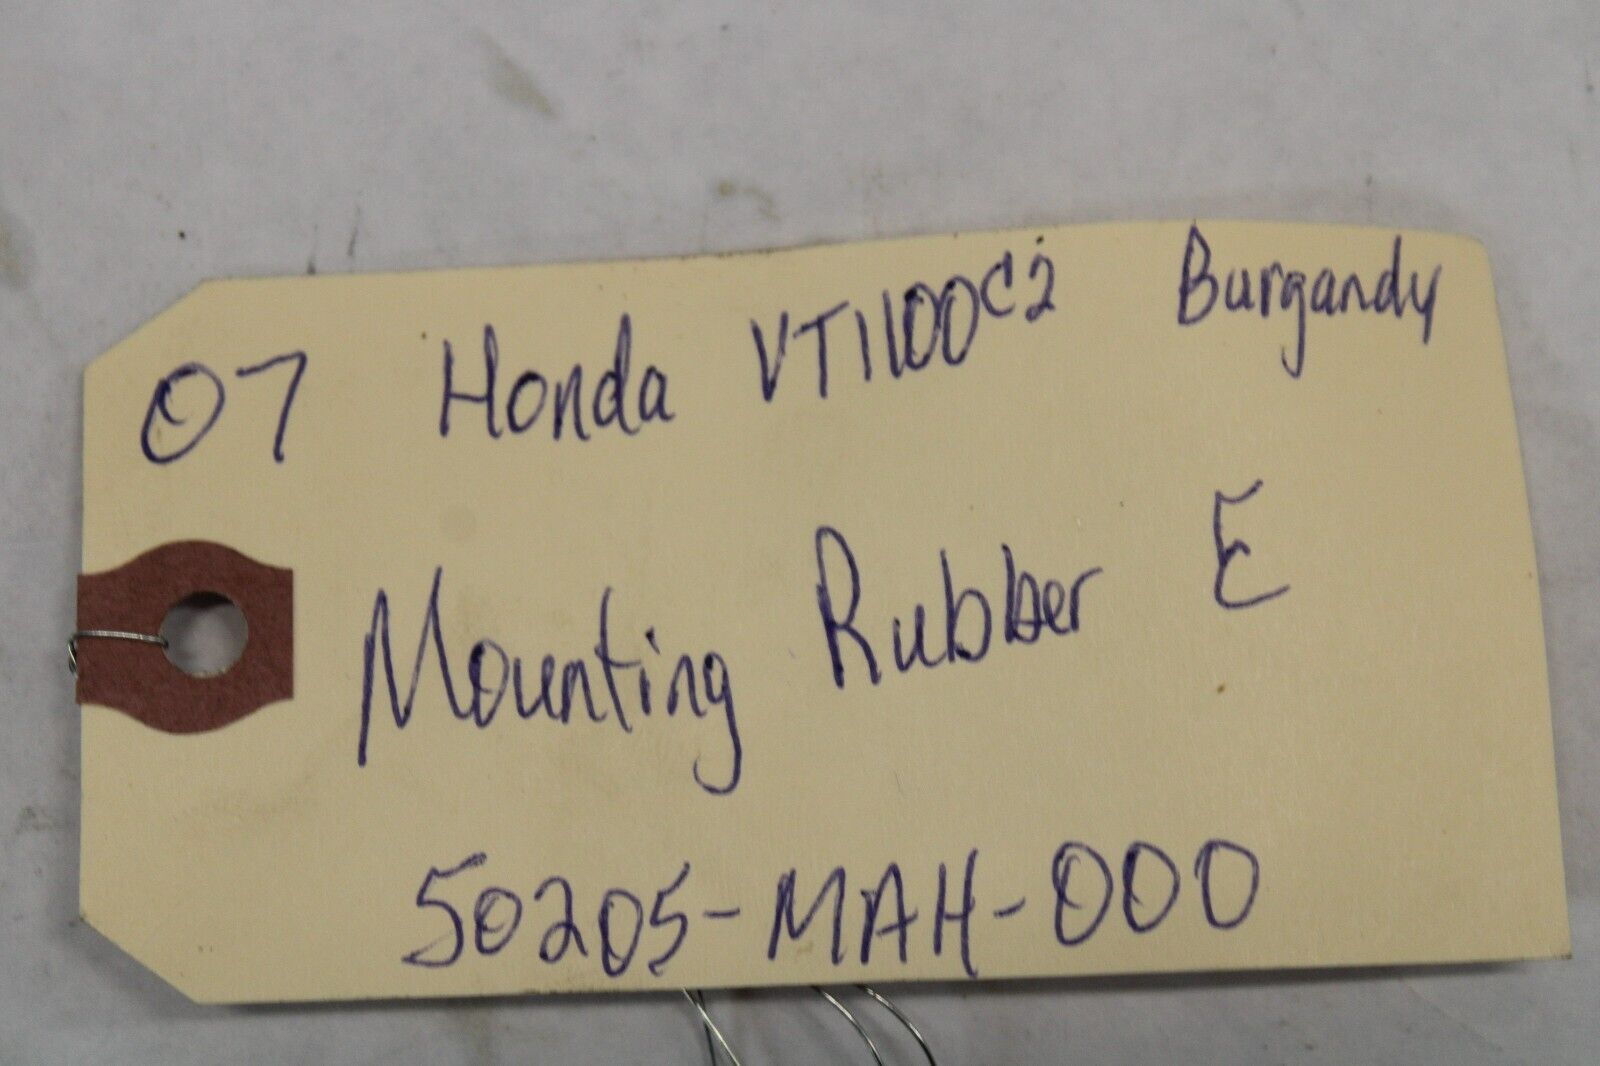 07 Honda VT1100C2 Burgandy
Mounting Rubber E
50205-MAH-000